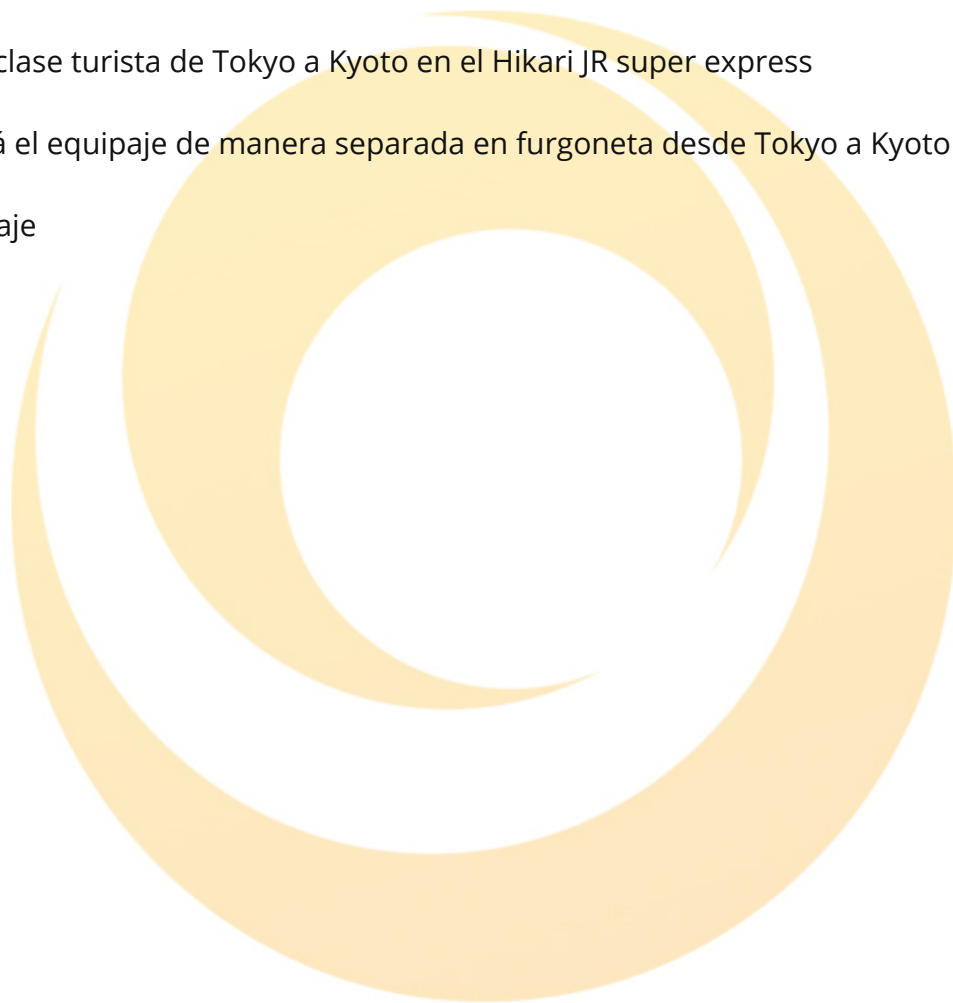 clase turista de Tokyo a Kyoto en el Hikari JR super express
el equipaje de manera separada en furgoneta desde Tokyo a Kyoto